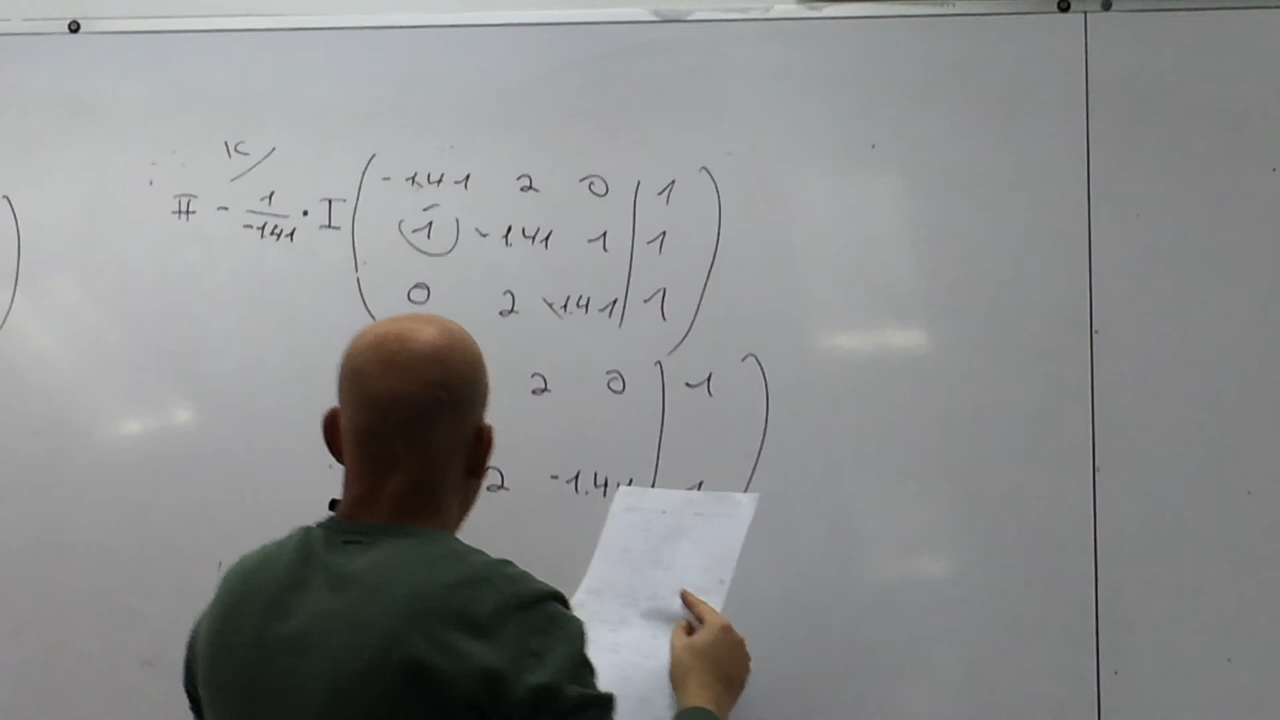 K/
II - 1/-1.41 · I ( -1.41 2 0 | 1 )
1 -1.41 1 | 1
0 2 -1.41 | 1
2 0 | 1
2 -1.41 | 1